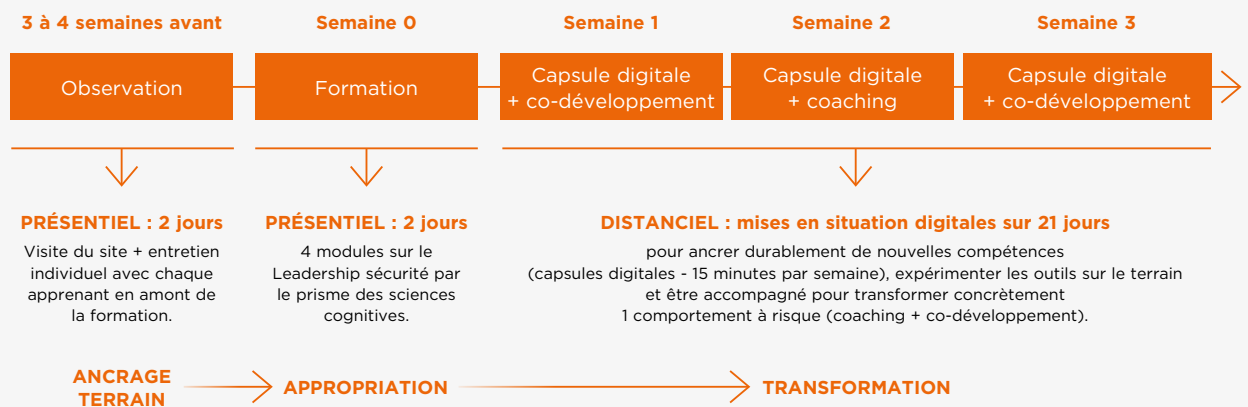 3 à 4 semaines avant
Semaine 0
Semaine 1
Semaine 2
Semaine 3
Observation
Formation
Capsule digitale
+ co-développement
Capsule digitale
+ coaching
Capsule digitale
+ co-développement
PRÉSENTIEL : 2 jours
Visite du site + entretien
individuel avec chaque
apprenant en amont de
la formation.
PRÉSENTIEL : 2 jours
4 modules sur le
Leadership sécurité par
le prisme des sciences
cognitives.
DISTANCIEL : mises en situation digitales sur 21 jours
pour ancrer durablement de nouvelles compétences
(capsules digitales - 15 minutes par semaine), expérimenter les outils sur le terrain
et être accompagné pour transformer concrètement
1 comportement à risque (coaching + co-développement).
ANCRAGE
TERRAIN
APPROPRIATION
TRANSFORMATION